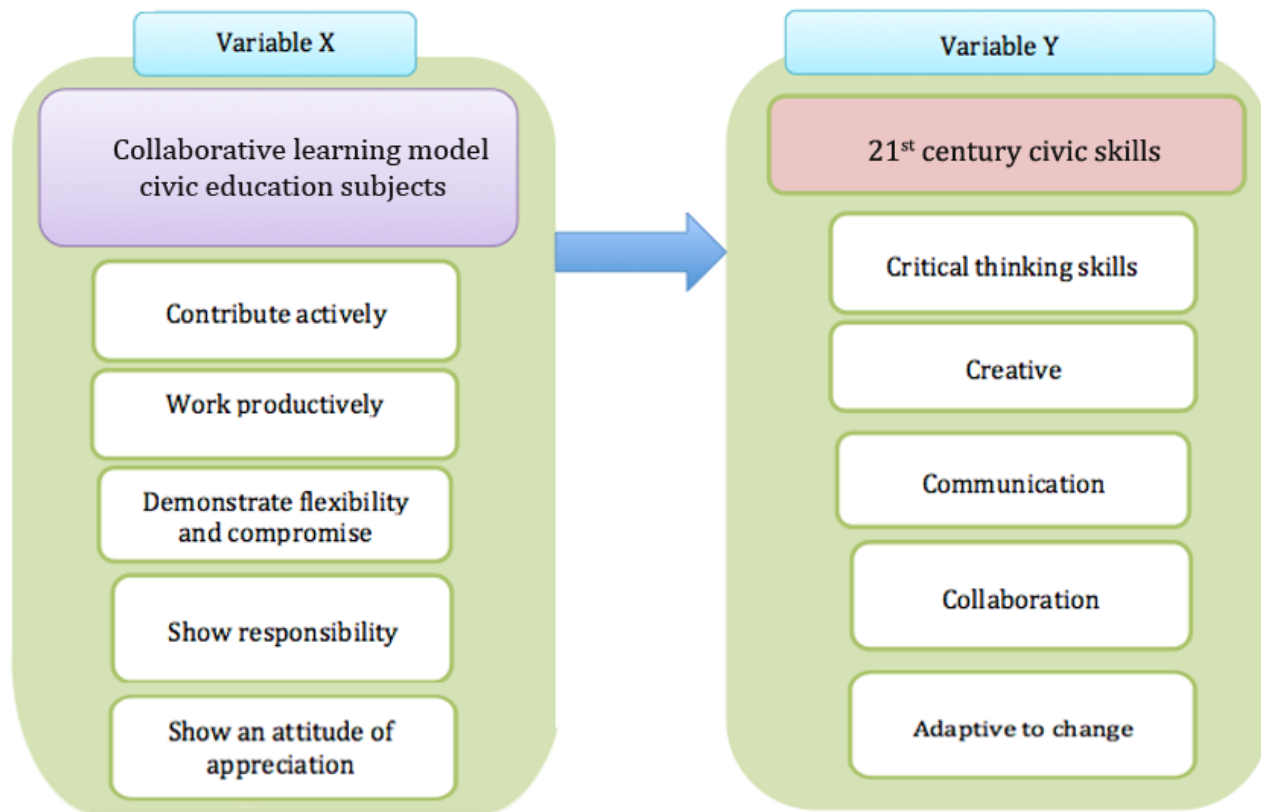 Variable X
Collaborative learning model
civic education subjects
Contribute actively
Work productively
Demonstrate flexibility
and compromise
Show responsibility
Show an attitude of
appreciation
Variable Y
21st century civic skills
Critical thinking skills
Creative
Communication
Collaboration
Adaptive to change